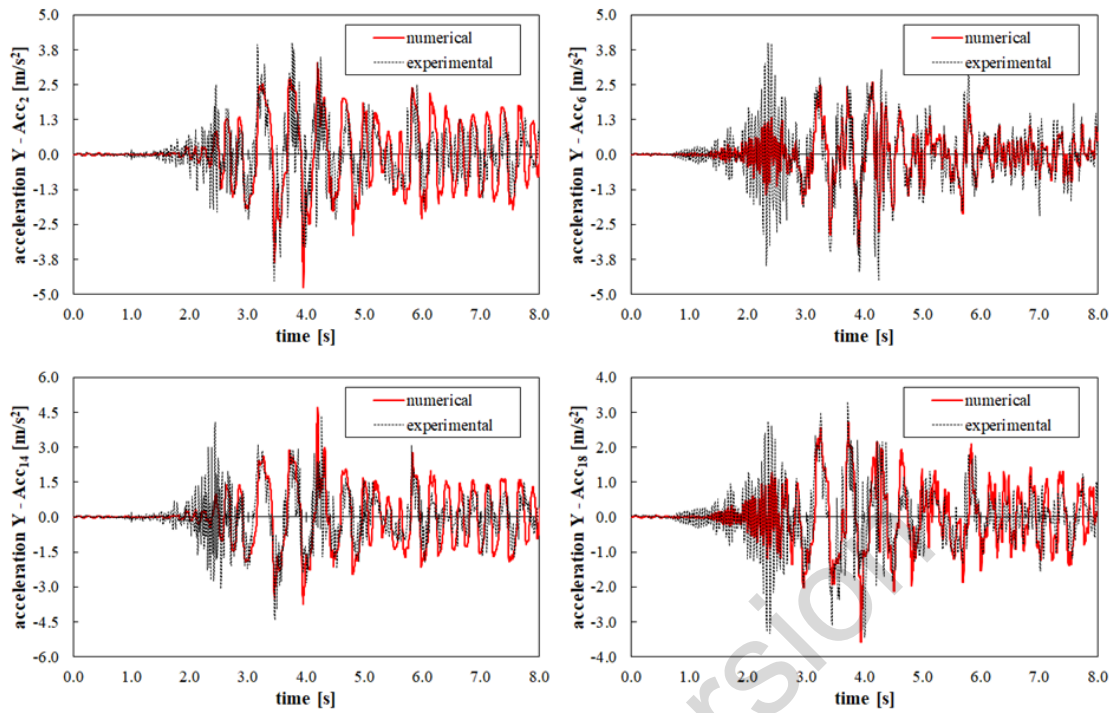 5.0
3.8
2.5
1.3
0.0
-1.3
-2.5
-3.8
-5.0
acceleration Y - Acc₂ [m/s²]
numerical
experimental
0.0 1.0 2.0 3.0 4.0 5.0 6.0 7.0 8.0
time [s]
5.0
3.8
2.5
1.3
0.0
-1.3
-2.5
-3.8
-5.0
acceleration Y - Acc₆ [m/s²]
numerical
experimental
0.0 1.0 2.0 3.0 4.0 5.0 6.0 7.0 8.0
time [s]
6.0
4.5
3.0
1.5
0.0
-1.5
-3.0
-4.5
-6.0
acceleration Y - Acc₁₄ [m/s²]
numerical
experimental
0.0 1.0 2.0 3.0 4.0 5.0 6.0 7.0 8.0
time [s]
4.0
3.0
2.0
1.0
0.0
-1.0
-2.0
-3.0
-4.0
acceleration Y - Acc₁₈ [m/s²]
numerical
experimental
0.0 1.0 2.0 3.0 4.0 5.0 6.0 7.0 8.0
time [s]
rsion